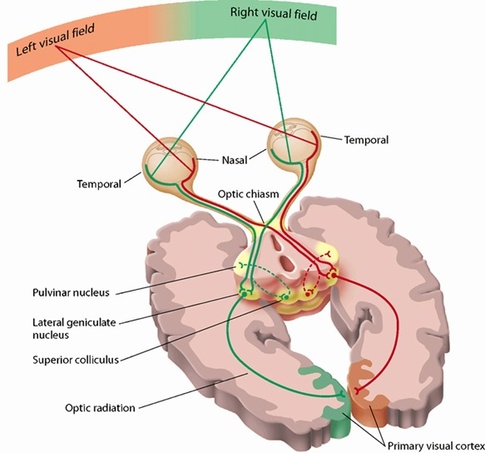 Right visual field
Left visual field
Temporal
Nasal
Temporal
Optic chiasm
Pulvinar nucleus
Lateral geniculate
nucleus
Superior colliculus
Optic radiation
Primary visual cortex